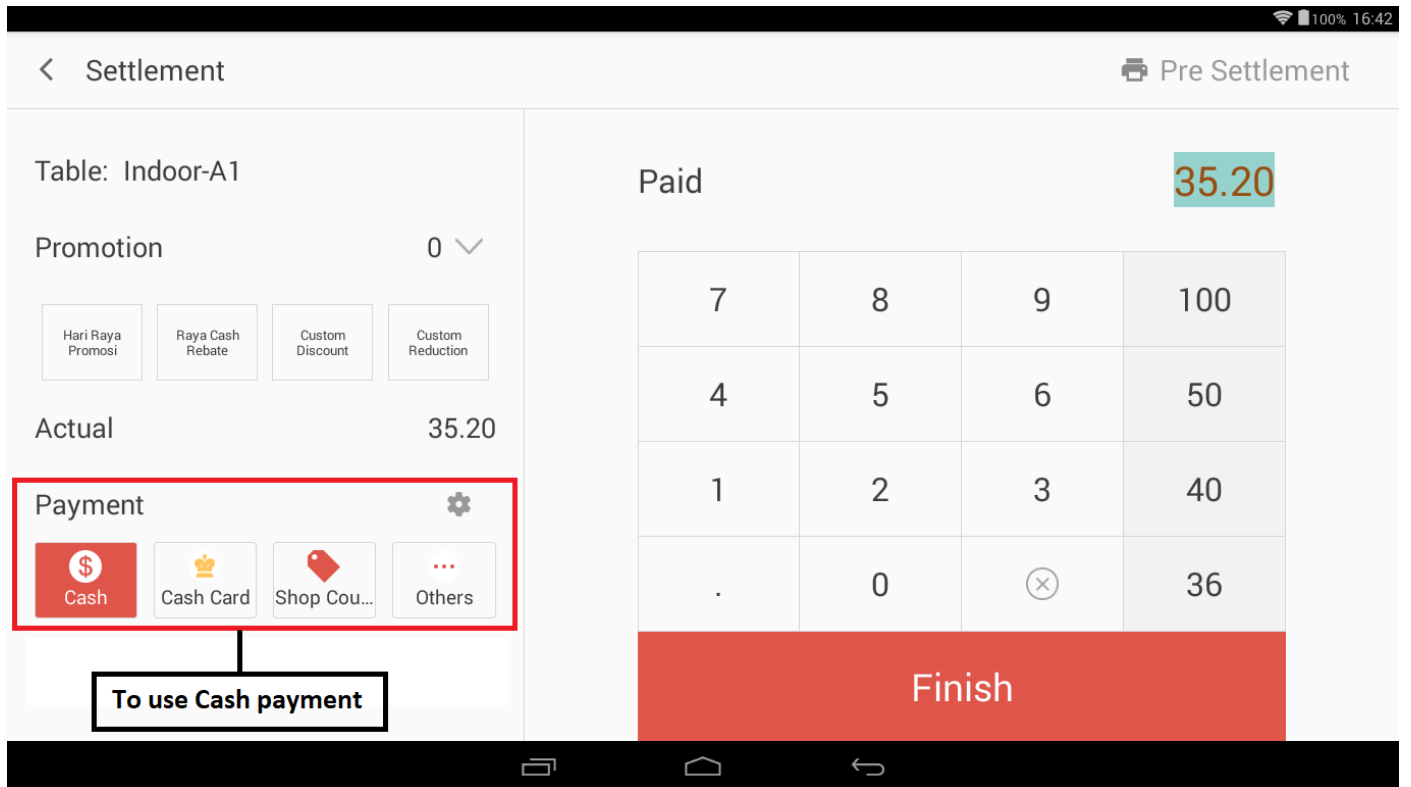 100% 16:42
Settlement
Pre Settlement
Table: Indoor-A1
Promotion 0
Hari Raya
Promosi
Raya Cash
Rebate
Custom
Discount
Custom
Reduction
Actual 35.20
Payment
$
Cash
Cash Card
Shop Cou...
Others
To use Cash payment
Paid 35.20
7 8 9 100
4 5 6 50
1 2 3 40
. 0 36
Finish